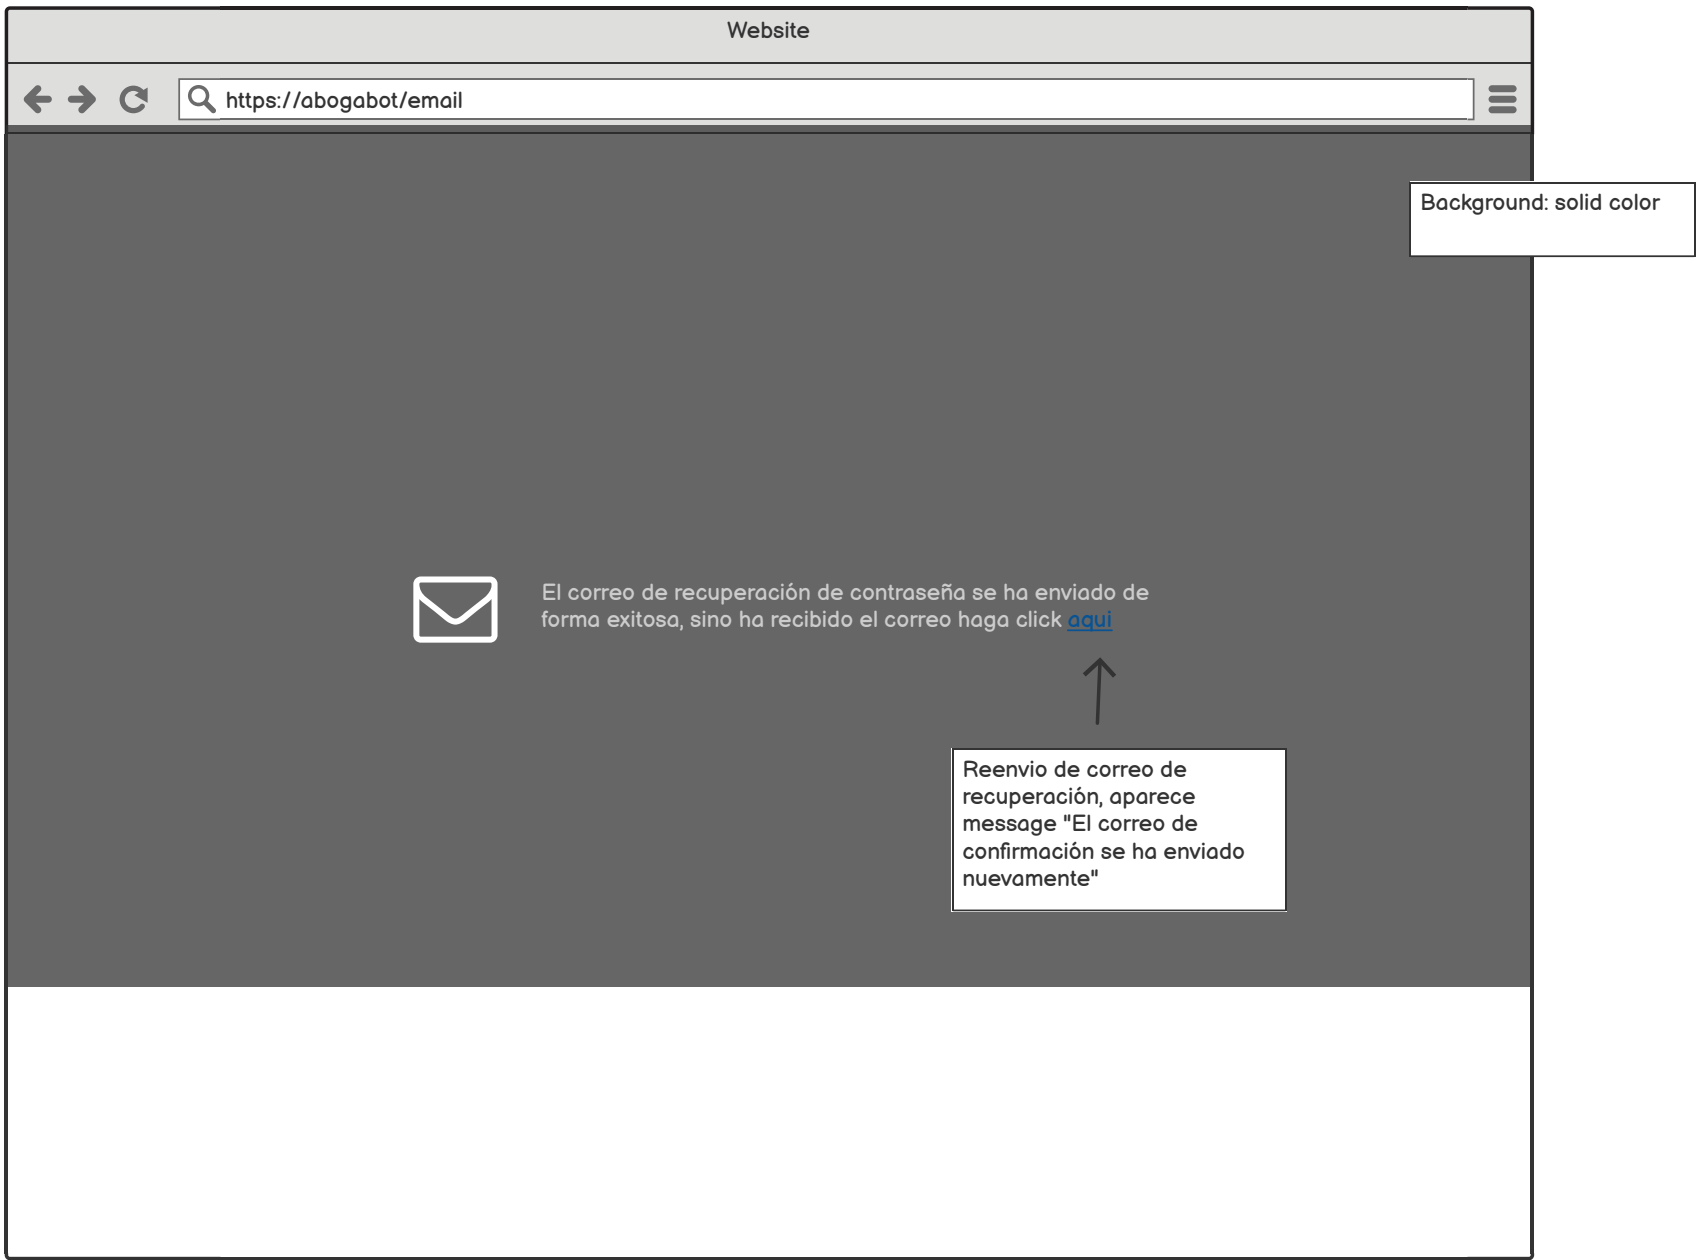 Website
https://abogabot/email
Background: solid color
El correo de recuperación de contraseña se ha enviado de
forma exitosa, sino ha recibido el correo haga click aqui
Reenvio de correo de
recuperación, aparece
message "El correo de
confirmación se ha enviado
nuevamente"